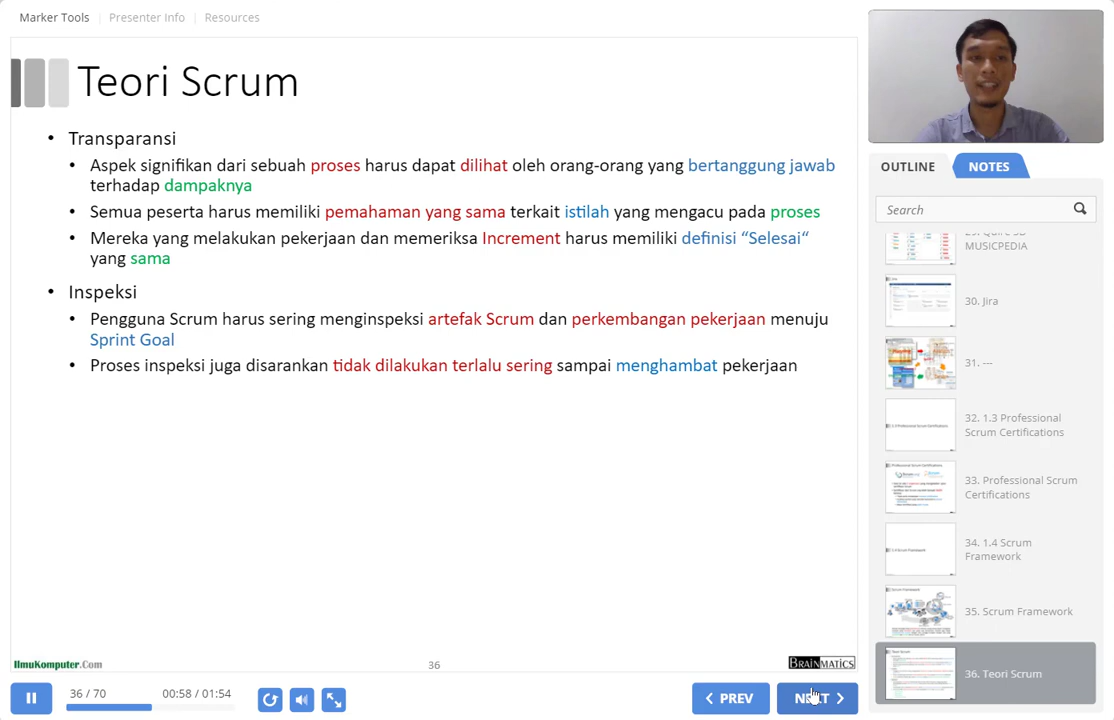 Marker Tools | Presenter Info | Resources
Teori Scrum
• Transparansi
• Aspek signifikan dari sebuah proses harus dapat dilihat oleh orang-orang yang bertanggung jawab
terhadap dampaknya
• Semua peserta harus memiliki pemahaman yang sama terkait istilah yang mengacu pada proses
• Mereka yang melakukan pekerjaan dan memeriksa Increment harus memiliki definisi “Selesai“
yang sama
• Inspeksi
• Pengguna Scrum harus sering menginspeksi artefak Scrum dan perkembangan pekerjaan menuju
Sprint Goal
• Proses inspeksi juga disarankan tidak dilakukan terlalu sering sampai menghambat pekerjaan
IlmuKomputer.Com
36
BRAINMATICS
36 / 70
00:58 / 01:54
PREV
NEXT
OUTLINE
NOTES
Search
MUSICPEDIA
30. Jira
31. ---
32. 1.3 Professional
Scrum Certifications
33. Professional Scrum
Certifications
34. 1.4 Scrum
Framework
35. Scrum Framework
36. Teori Scrum